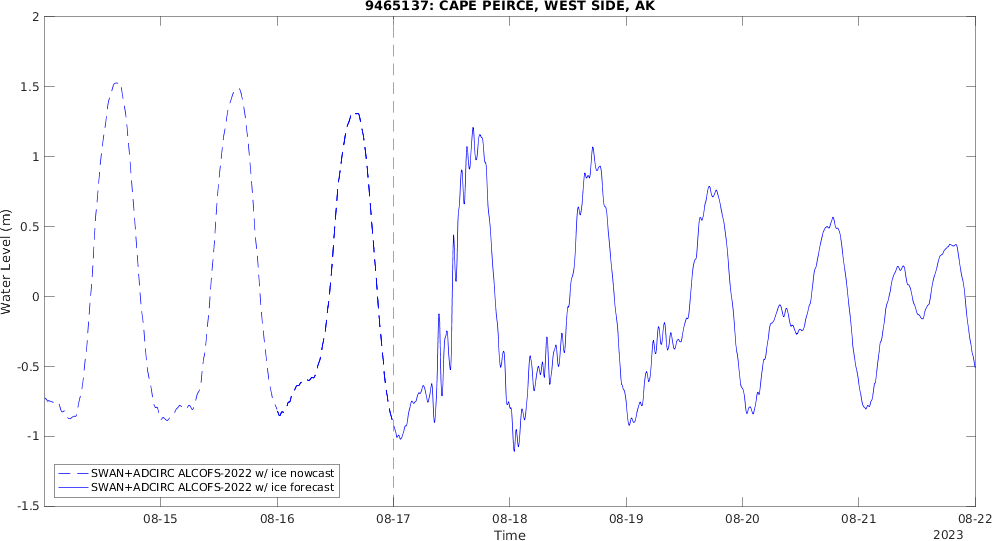 9465137: CAPE PEIRCE, WEST SIDE, AK
2
1.5
1
0.5
0
-0.5
-1
-1.5
Water Level (m)
SWAN+ADCIRC ALCOFS-2022 w/ ice nowcast
SWAN+ADCIRC ALCOFS-2022 w/ ice forecast
08-15 08-16 08-17 08-18 08-19 08-20 08-21 08-22
Time
2023